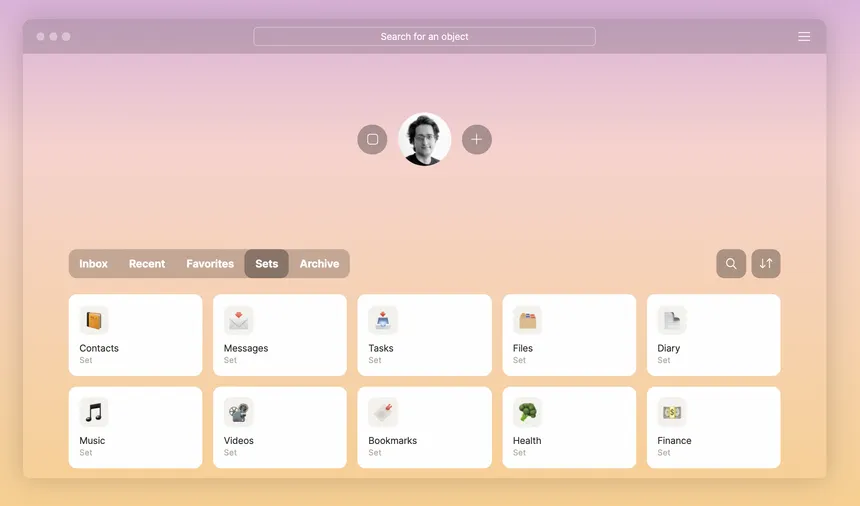 Search for an object
Inbox Recent Favorites Sets Archive
Contacts
Set
Messages
Set
Tasks
Set
Files
Set
Diary
Set
Music
Set
Videos
Set
Bookmarks
Set
Health
Set
Finance
Set